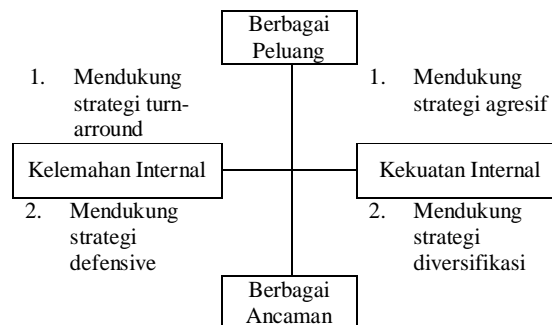 Berbagai
Peluang
1. Mendukung
strategi turn-
arround
1. Mendukung
strategi agresif
Kelemahan Internal
Kekuatan Internal
2. Mendukung
strategi
defensive
2. Mendukung
strategi
diversifikasi
Berbagai
Ancaman